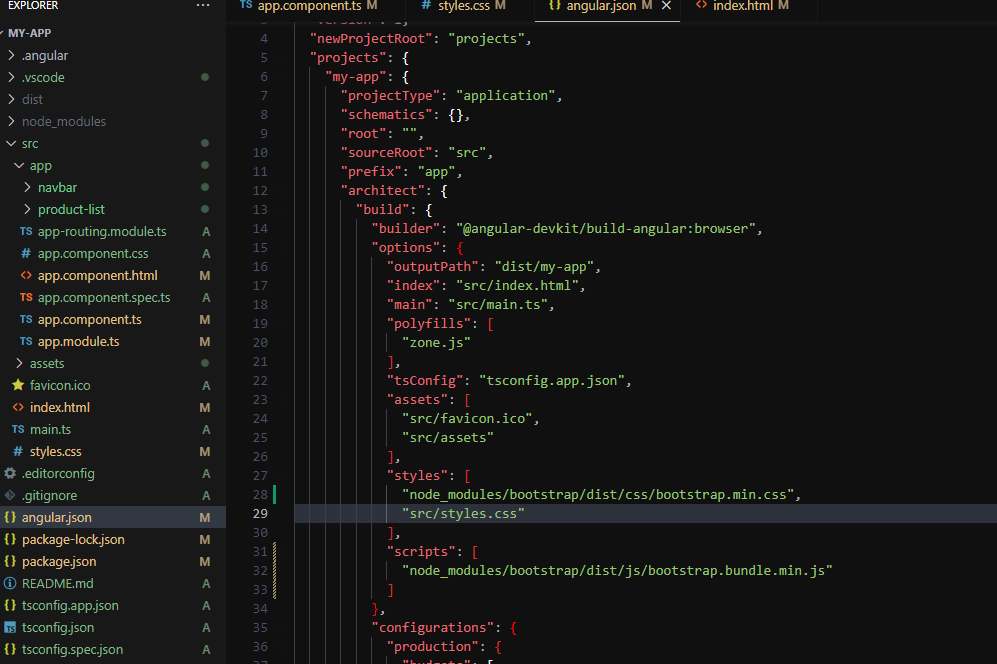 EXPLORER
MY-APP
.angular
.vscode
dist
node_modules
src
app
navbar
product-list
TS app-routing.module.ts A
# app.component.css A
<> app.component.html M
TS app.component.spec.ts A
TS app.component.ts M
TS app.module.ts M
assets
favicon.ico A
<> index.html M
TS main.ts A
# styles.css M
.editorconfig A
.gitignore A
{} angular.json M
{} package-lock.json M
{} package.json M
README.md A
{} tsconfig.app.json A
TS tsconfig.json A
{} tsconfig.spec.json A
TS app.component.ts M
# styles.css M
{} angular.json M
<> index.html M
4 "newProjectRoot": "projects",
5 "projects": {
6 "my-app": {
7 "projectType": "application",
8 "schematics": {},
9 "root": "",
10 "sourceRoot": "src",
11 "prefix": "app",
12 "architect": {
13 "build": {
14 "builder": "@angular-devkit/build-angular:browser",
15 "options": {
16 "outputPath": "dist/my-app",
17 "index": "src/index.html",
18 "main": "src/main.ts",
19 "polyfills": [
20 "zone.js"
21 ],
22 "tsConfig": "tsconfig.app.json",
23 "assets": [
24 "src/favicon.ico",
25 "src/assets"
26 ],
27 "styles": [
28 "node_modules/bootstrap/dist/css/bootstrap.min.css",
29 "src/styles.css"
30 ],
31 "scripts": [
32 "node_modules/bootstrap/dist/js/bootstrap.bundle.min.js"
33 ]
34 },
35 "configurations": {
36 "production": {